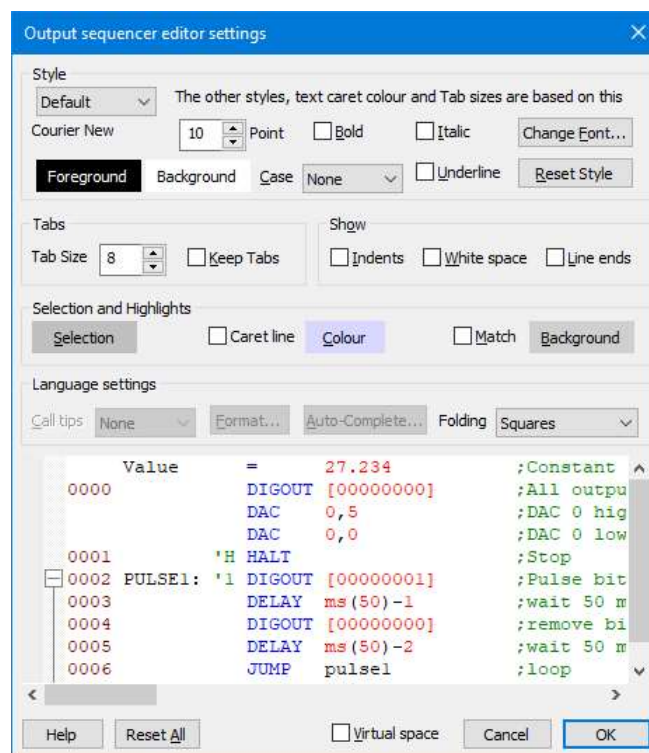 Output sequencer editor settings
Style
Default The other styles, text caret colour and Tab sizes are based on this
Courier New 10 Point Bold Italic Change Font...
Foreground Background Case None Underline Reset Style
Tabs Show
Tab Size 8 Keep Tabs Indents White space Line ends
Selection and Highlights
Selection Caret line Colour Match Background
Language settings
Call tips None Format... Auto-Complete... Folding Squares
Value = 27.234 ;Constant
0000 DIGOUT [00000000] ;All outpu
DAC 0,5 ;DAC 0 hig
DAC 0,0 ;DAC 0 low
0001 'H HALT ;Stop
0002 PULSE1: '1 DIGOUT [00000001] ;Pulse bit
0003 DELAY ms(50)-1 ;wait 50 m
0004 DIGOUT [00000000] ;remove bi
0005 DELAY ms(50)-2 ;wait 50 m
0006 JUMP pulse1 ;loop
Help Reset All Virtual space Cancel OK